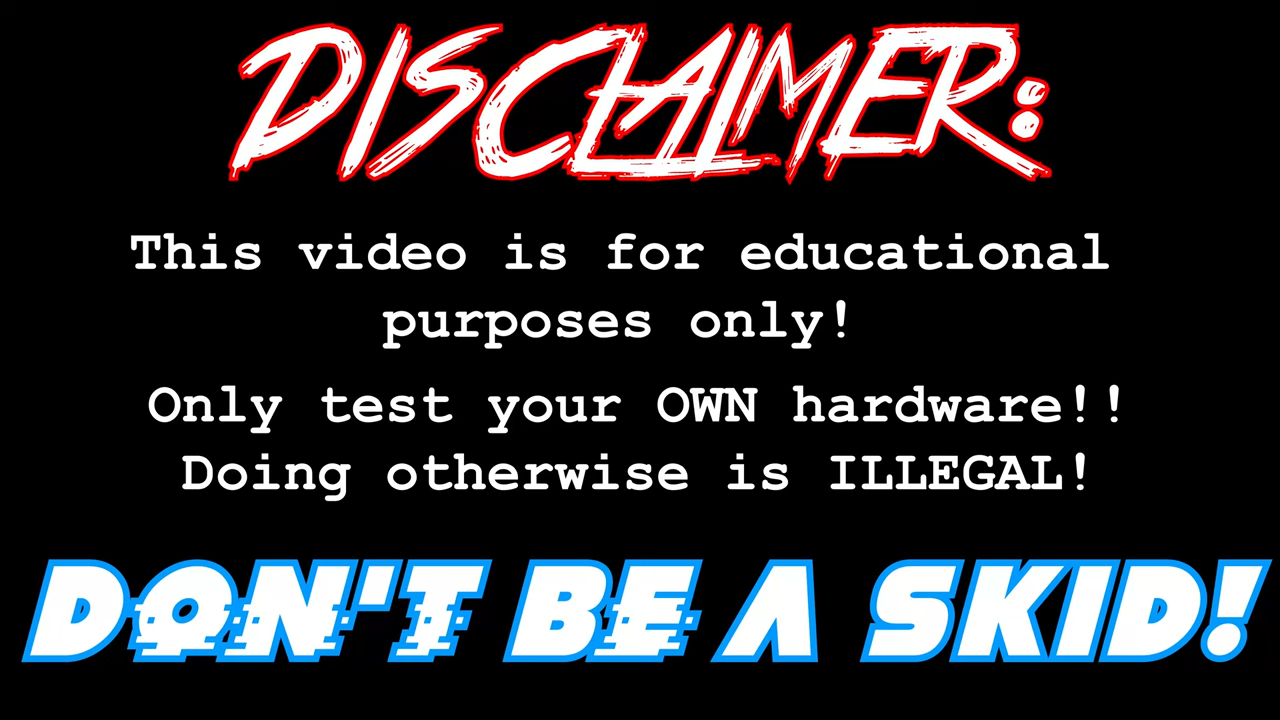 DISCLAIMER:
This video is for educational
purposes only!
Only test your OWN hardware!!
Doing otherwise is ILLEGAL!
DON'T BE A SKID!